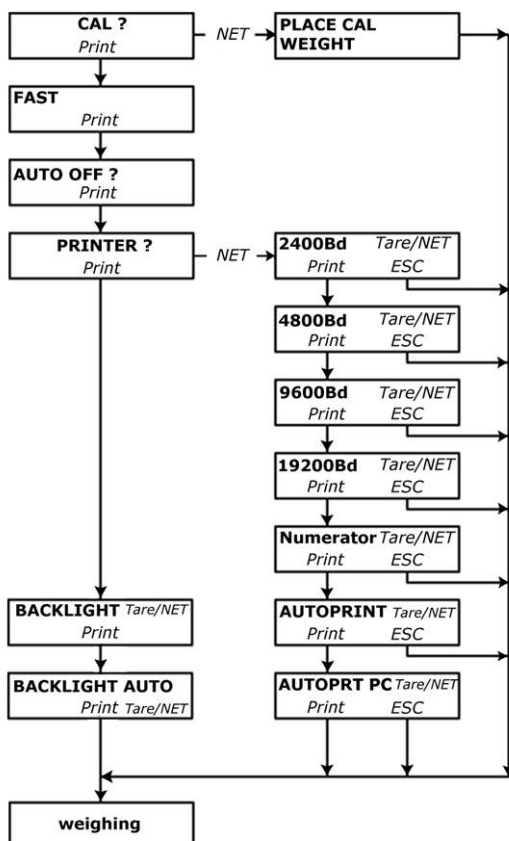 CAL ?
Print
NET
PLACE CAL
WEIGHT
FAST
Print
AUTO OFF ?
Print
PRINTER ?
Print
NET
2400Bd Tare/NET
Print ESC
4800Bd Tare/NET
Print ESC
9600Bd Tare/NET
Print ESC
19200Bd Tare/NET
Print ESC
Numerator Tare/NET
Print ESC
BACKLIGHT Tare/NET
Print
AUTOPRINT Tare/NET
Print ESC
BACKLIGHT AUTO
Print Tare/NET
AUTOPRT PC Tare/NET
Print ESC
weighing